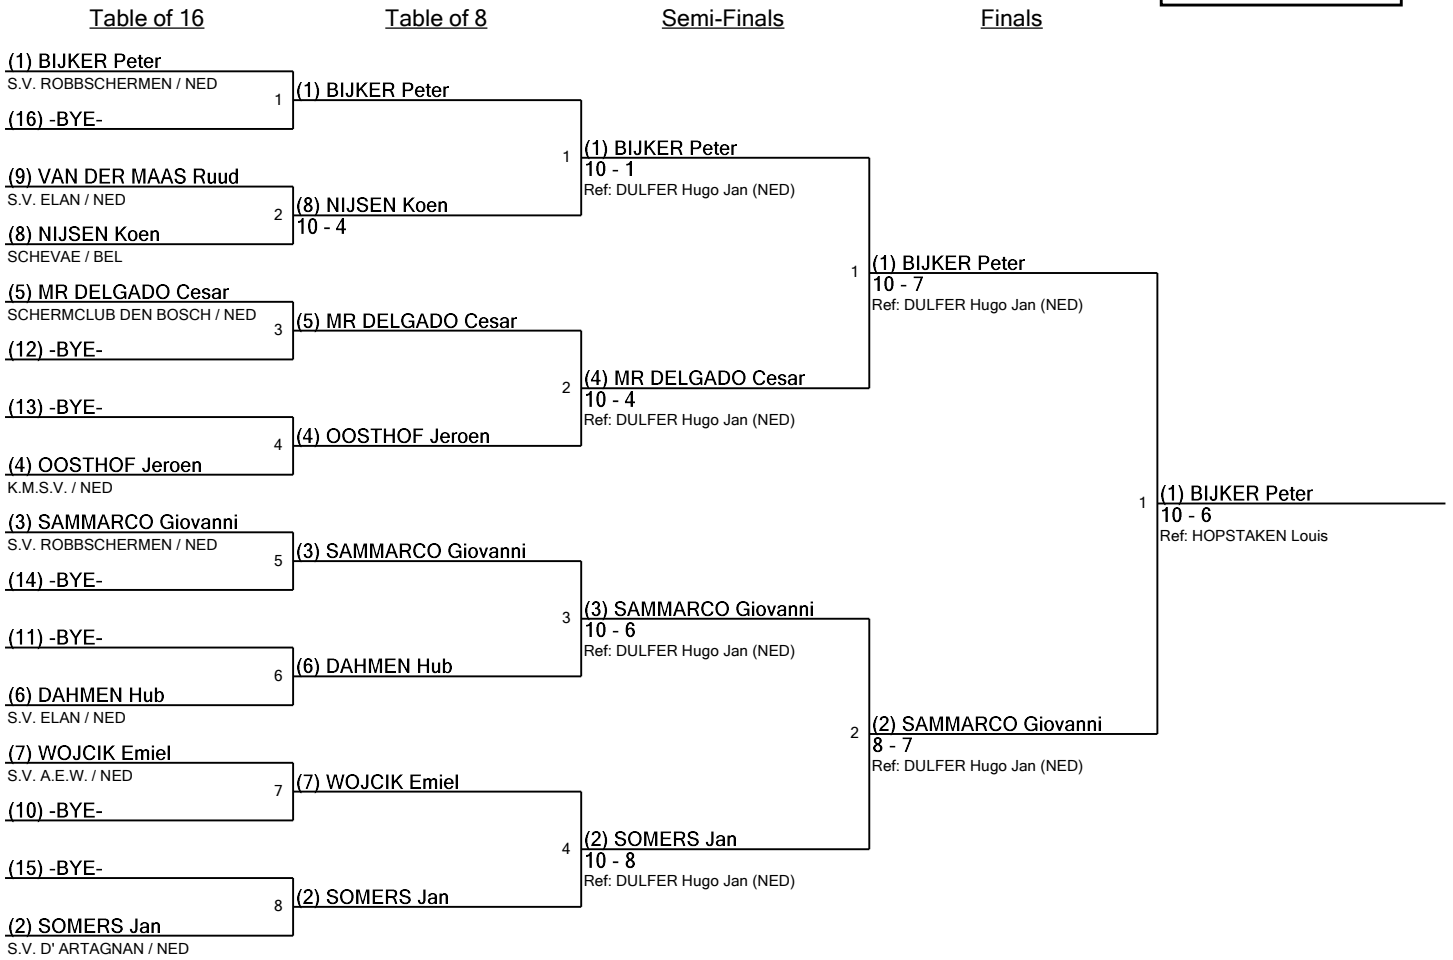 Table of 16
Table of 8
Semi-Finals
Finals
(1) BIJKER Peter
S.V. ROBBSCHERMEN / NED
1
(16) -BYE-
(9) VAN DER MAAS Ruud
S.V. ELAN / NED
2
(8) NIJSEN Koen
SCHEVAE / BEL
(5) MR DELGADO Cesar
SCHERMCLUB DEN BOSCH / NED
3
(12) -BYE-
(13) -BYE-
4
(4) OOSTHOF Jeroen
K.M.S.V. / NED
(3) SAMMARCO Giovanni
S.V. ROBBSCHERMEN / NED
5
(14) -BYE-
(11) -BYE-
6
(6) DAHMEN Hub
S.V. ELAN / NED
(7) WOJCIK Emiel
S.V. A.E.W. / NED
7
(10) -BYE-
(15) -BYE-
8
(2) SOMERS Jan
S.V. D' ARTAGNAN / NED
(1) BIJKER Peter
1
(8) NIJSEN Koen
10 - 4
(5) MR DELGADO Cesar
2
(4) OOSTHOF Jeroen
(3) SAMMARCO Giovanni
3
(6) DAHMEN Hub
(7) WOJCIK Emiel
4
(2) SOMERS Jan
(1) BIJKER Peter
10 - 1
Ref: DULFER Hugo Jan (NED)
1
(4) MR DELGADO Cesar
10 - 4
Ref: DULFER Hugo Jan (NED)
(3) SAMMARCO Giovanni
10 - 6
Ref: DULFER Hugo Jan (NED)
2
(2) SOMERS Jan
10 - 8
Ref: DULFER Hugo Jan (NED)
(1) BIJKER Peter
10 - 7
Ref: DULFER Hugo Jan (NED)
1
(2) SAMMARCO Giovanni
8 - 7
Ref: DULFER Hugo Jan (NED)
(1) BIJKER Peter
10 - 6
Ref: HOPSTAKEN Louis